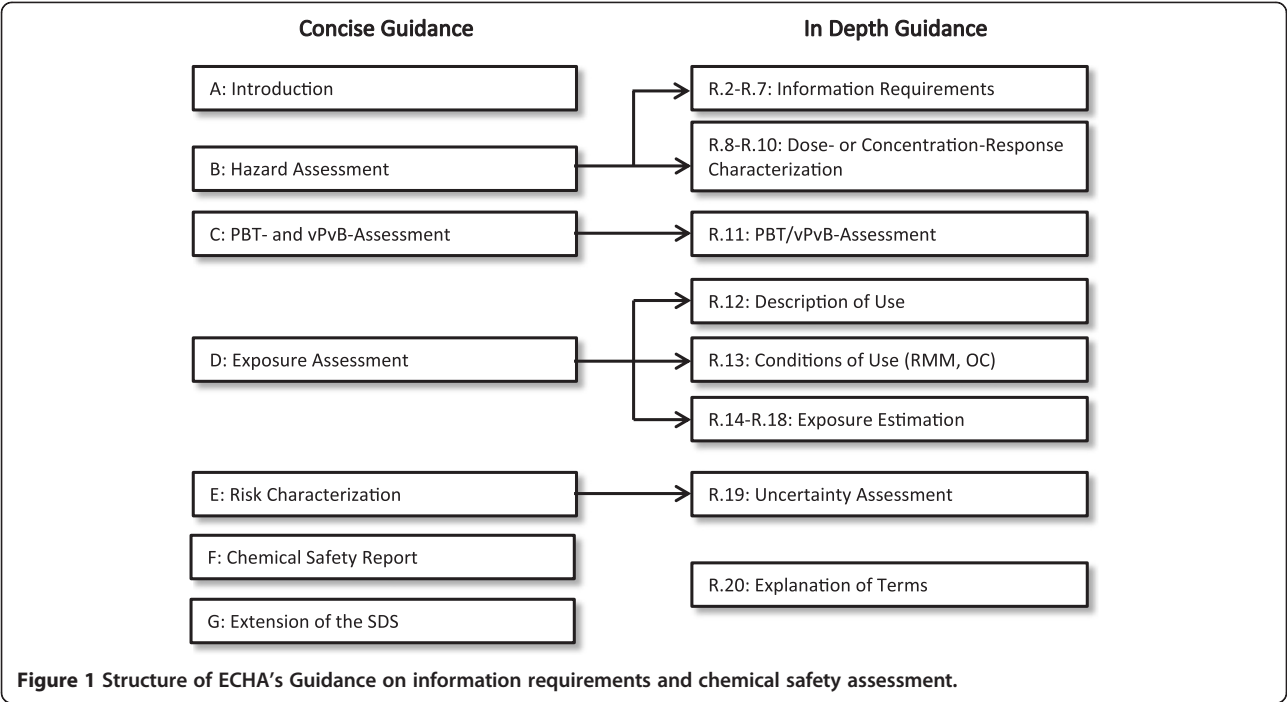 Concise Guidance
In Depth Guidance
A: Introduction
R.2-R.7: Information Requirements
B: Hazard Assessment
R.8-R.10: Dose- or Concentration-Response
Characterization
C: PBT- and vPvB-Assessment
R.11: PBT/vPvB-Assessment
D: Exposure Assessment
R.12: Description of Use
R.13: Conditions of Use (RMM, OC)
R.14-R.18: Exposure Estimation
E: Risk Characterization
R.19: Uncertainty Assessment
F: Chemical Safety Report
R.20: Explanation of Terms
G: Extension of the SDS
Figure 1 Structure of ECHA's Guidance on information requirements and chemical safety assessment.